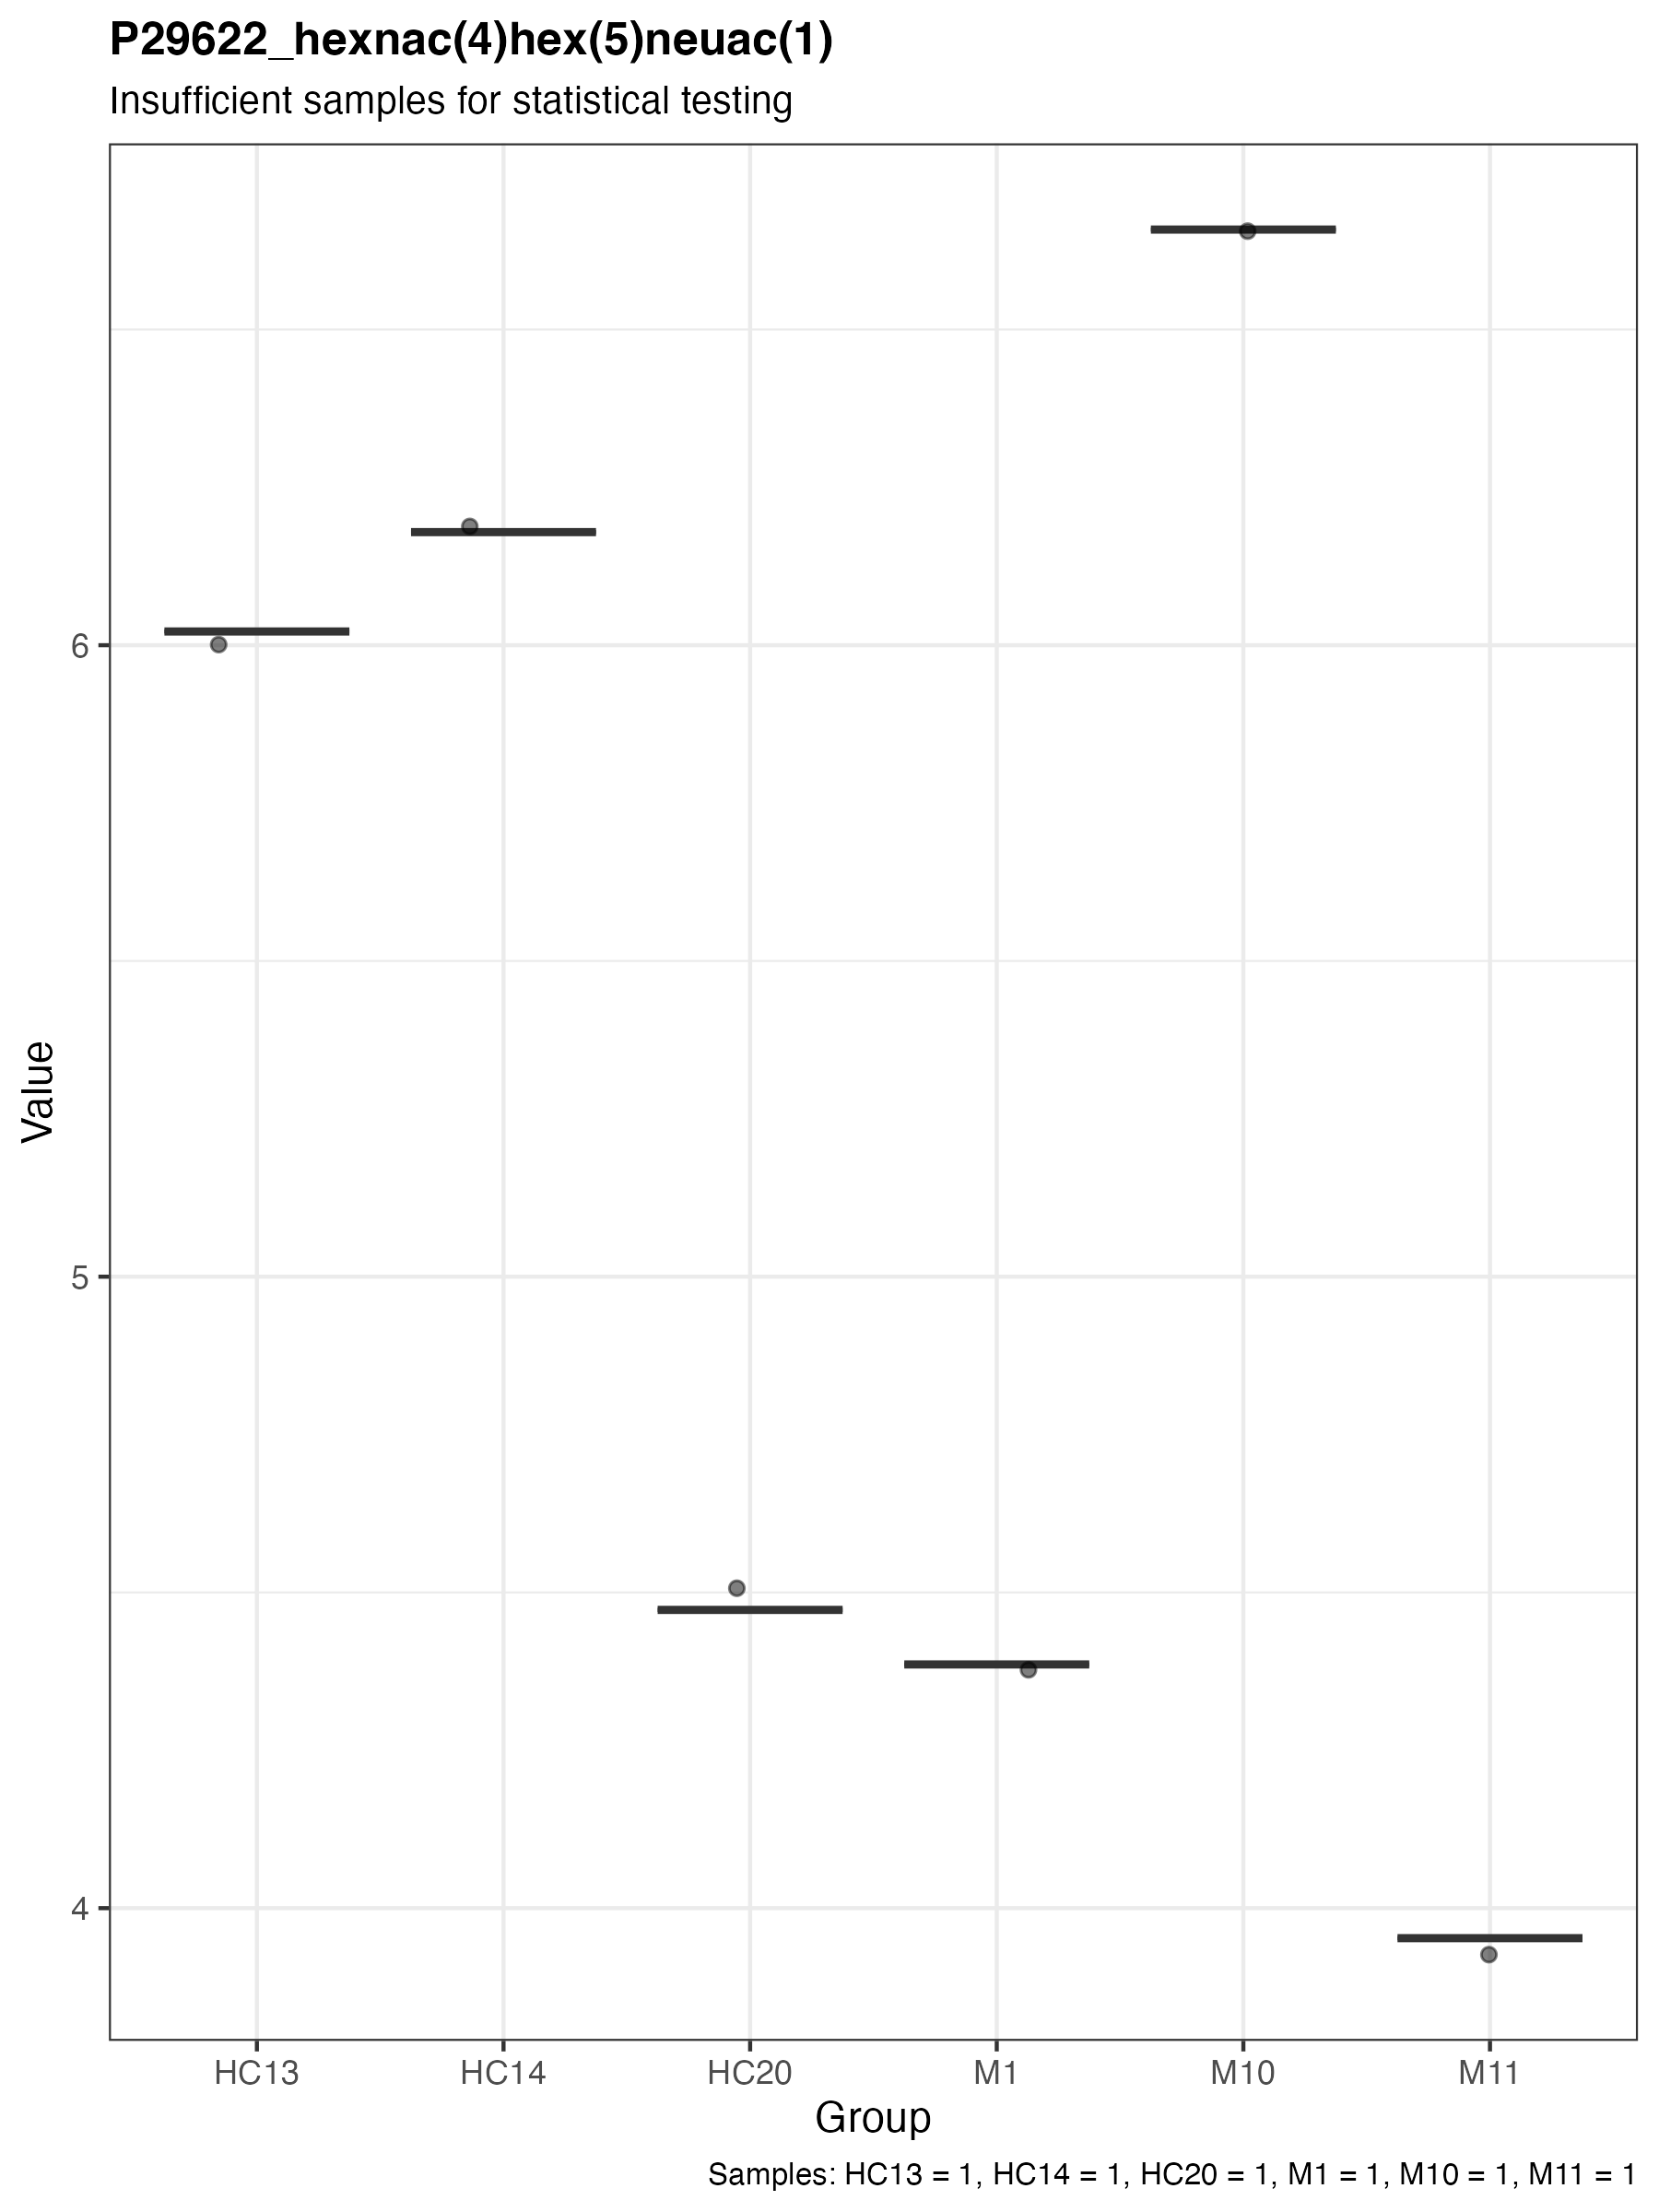 P29622_hexnac(4)hex(5)neuac(1)
Insufficient samples for statistical testing
Value
6
5
4
HC13 HC14 HC20 M1 M10 M11
Group
Samples: HC13 = 1, HC14 = 1, HC20 = 1, M1 = 1, M10 = 1, M11 = 1